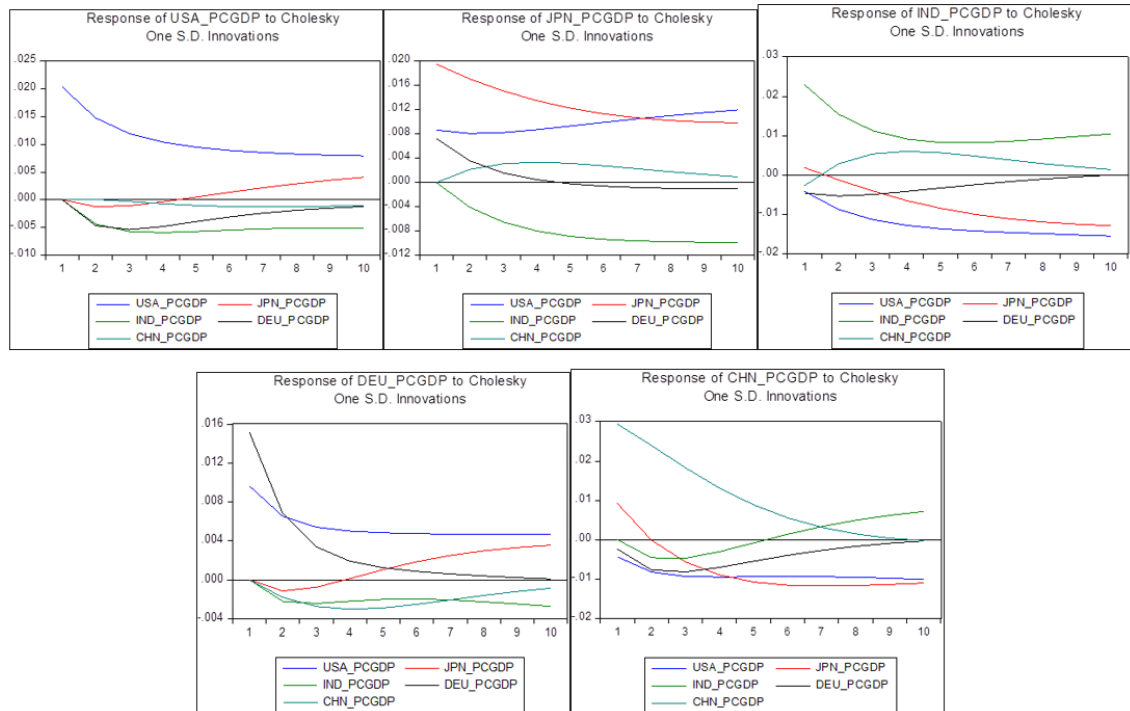 Response of USA_PCGDP to Cholesky
One S.D. Innovations
.025
.020
.015
.010
.005
.000
-.005
-.010
1 2 3 4 5 6 7 8 9 10
USA_PCGDP JPN_PCGDP
IND_PCGDP DEU_PCGDP
CHN_PCGDP
Response of JPN_PCGDP to Cholesky
One S.D. Innovations
.020
.016
.012
.008
.004
.000
-.004
-.008
-.012
1 2 3 4 5 6 7 8 9 10
USA_PCGDP JPN_PCGDP
IND_PCGDP DEU_PCGDP
CHN_PCGDP
Response of IND_PCGDP to Cholesky
One S.D. Innovations
.03
.02
.01
.00
-.01
-.02
1 2 3 4 5 6 7 8 9 10
USA_PCGDP JPN_PCGDP
IND_PCGDP DEU_PCGDP
CHN_PCGDP
Response of DEU_PCGDP to Cholesky
One S.D. Innovations
.016
.012
.008
.004
.000
-.004
1 2 3 4 5 6 7 8 9 10
USA_PCGDP JPN_PCGDP
IND_PCGDP DEU_PCGDP
CHN_PCGDP
Response of CHN_PCGDP to Cholesky
One S.D. Innovations
.03
.02
.01
.00
-.01
-.02
1 2 3 4 5 6 7 8 9 10
USA_PCGDP JPN_PCGDP
IND_PCGDP DEU_PCGDP
CHN_PCGDP